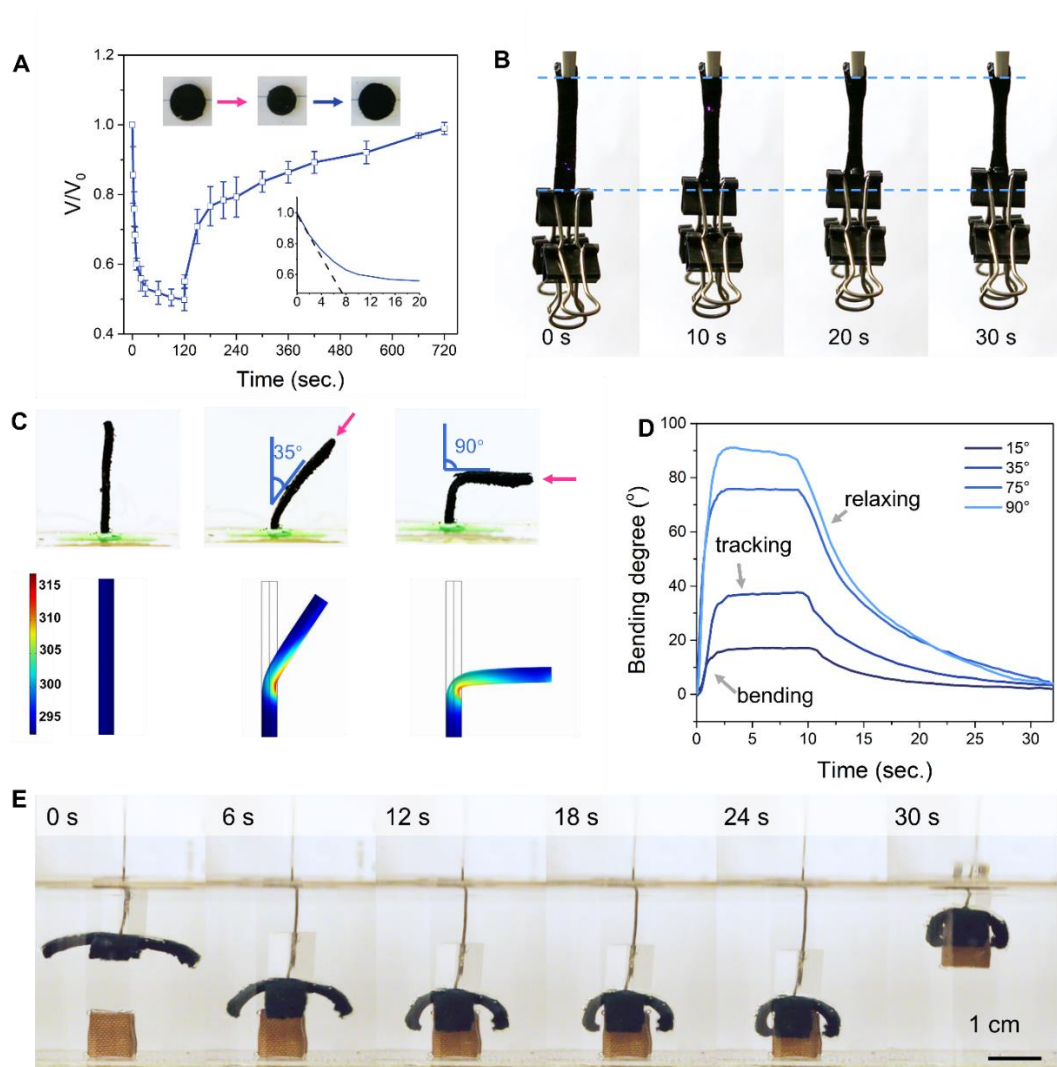 A
V/V0
1.2
1.0
0.8
0.6
0.4
1.0
0.8
0.6
0 4 8 12 16 20
0 120 240 360 480 600 720
Time (sec.)
B
0 s 10 s 20 s 30 s
C
35°
90°
315
310
305
300
295
D
Bending degree (°)
100
80
60
40
20
0
15°
35°
75°
90°
relaxing
tracking
bending
0 5 10 15 20 25 30
Time (sec.)
E
0 s 6 s 12 s 18 s 24 s 30 s
1 cm